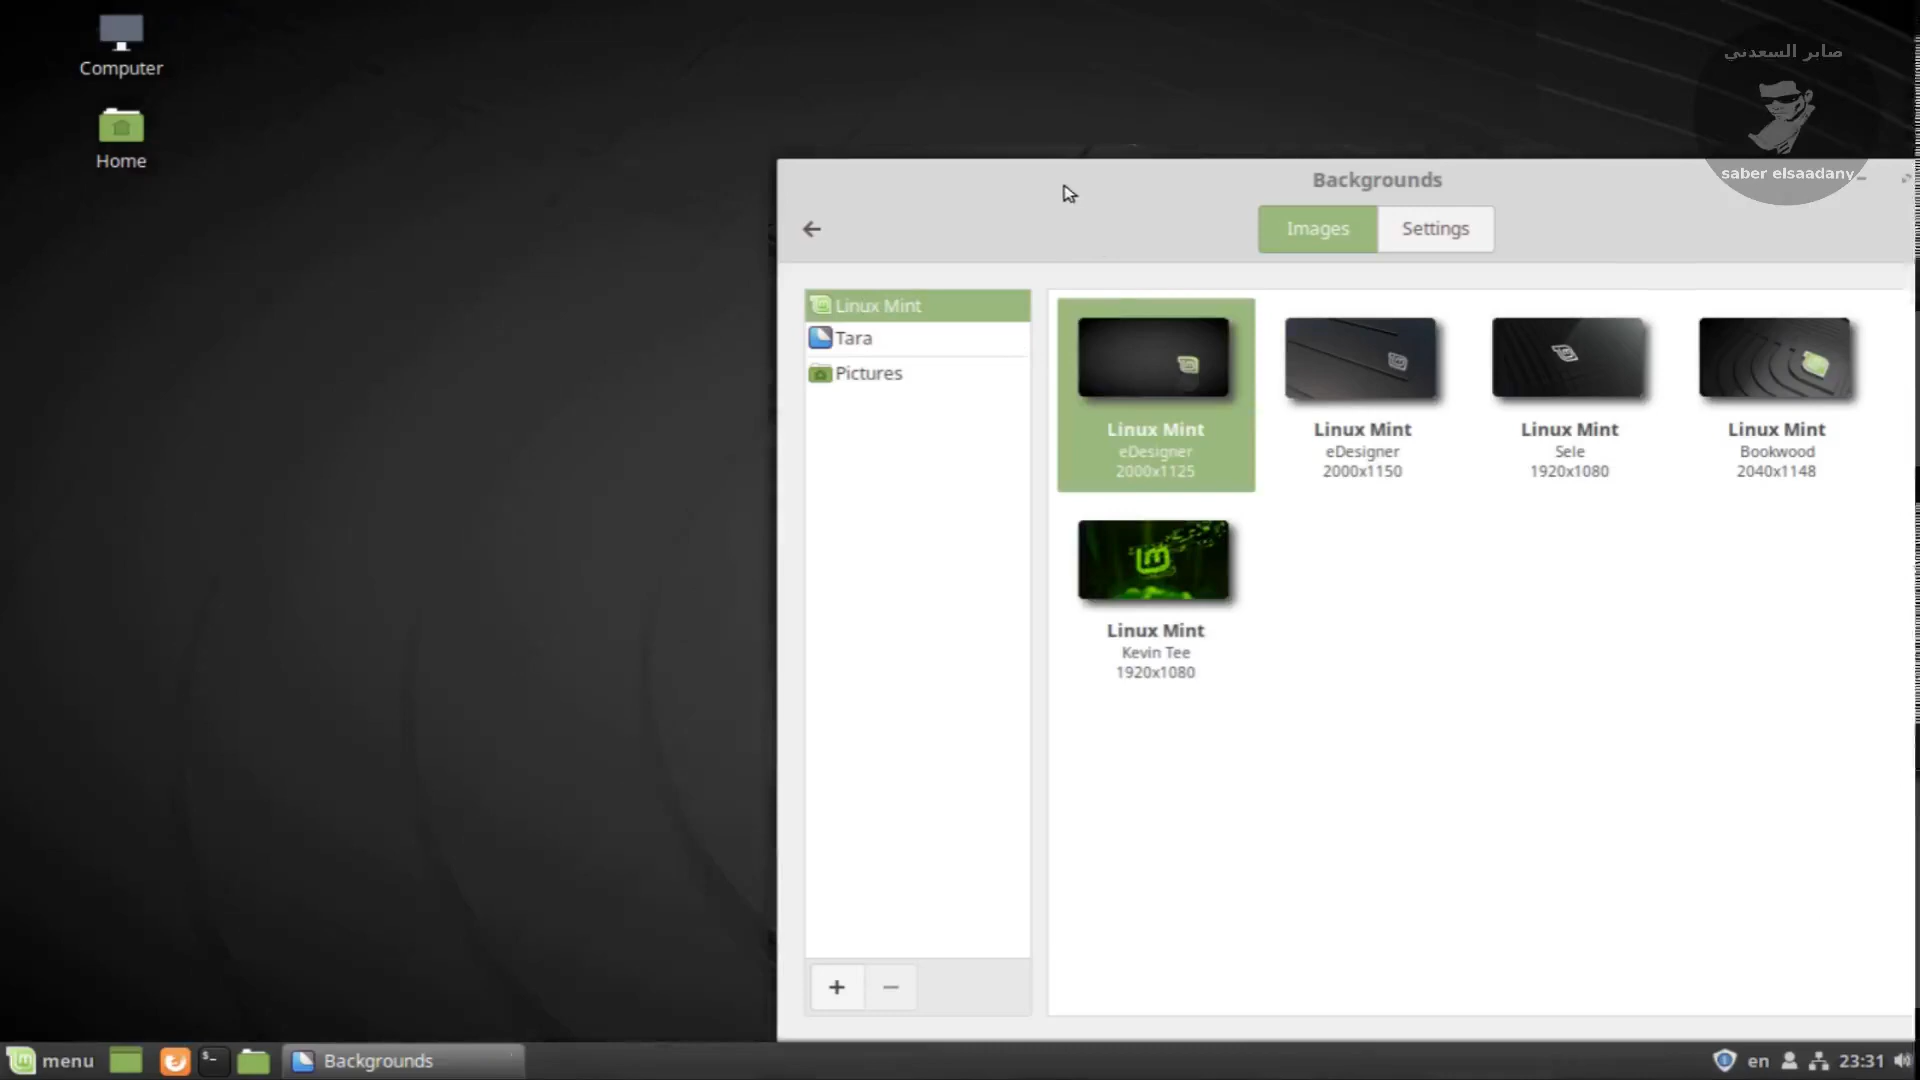 Computer
Home
صابر السعدني
saber elsaadany
Backgrounds
Images
Settings
Linux Mint
Tara
Pictures
Linux Mint
eDesigner
2000x1125
Linux Mint
eDesigner
2000x1150
Linux Mint
Sele
1920x1080
Linux Mint
Bookwood
2040x1148
Linux Mint
Kevin Tee
1920x1080
menu
Backgrounds
en
23:31